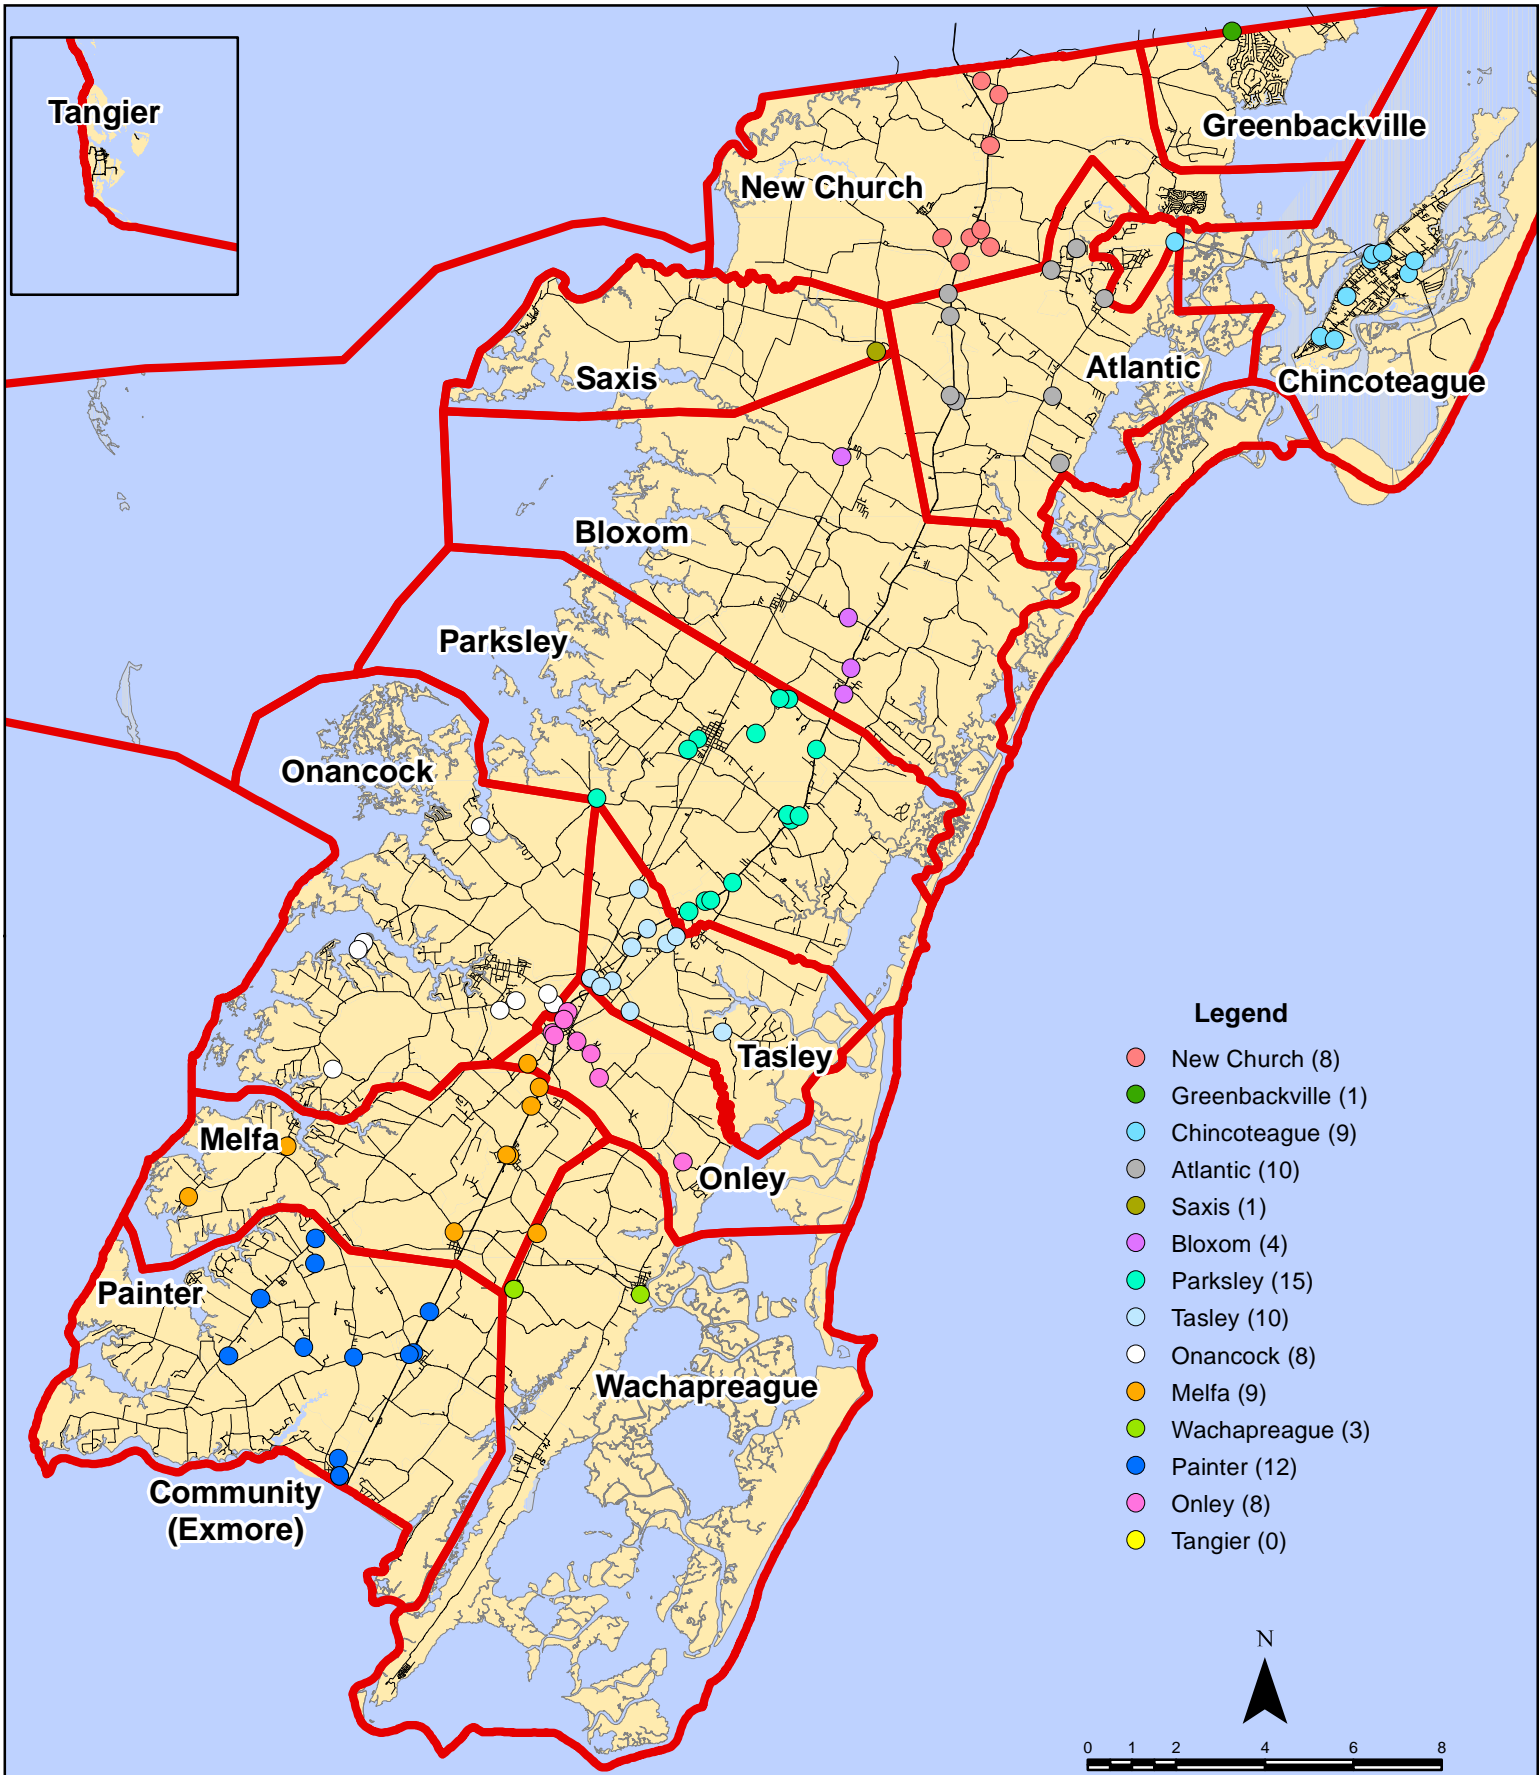 Tangier
Greenbackville
New Church
Saxis
Atlantic
Chincoteague
Bloxom
Parksley
Onancock
Tasley
Melfa
Onley
Painter
Wachapreague
Community
(Exmore)
Legend
New Church (8)
Greenbackville (1)
Chincoteague (9)
Atlantic (10)
Saxis (1)
Bloxom (4)
Parksley (15)
Tasley (10)
Onancock (8)
Melfa (9)
Wachapreague (3)
Painter (12)
Onley (8)
Tangier (0)
N
0 1 2 4 6 8